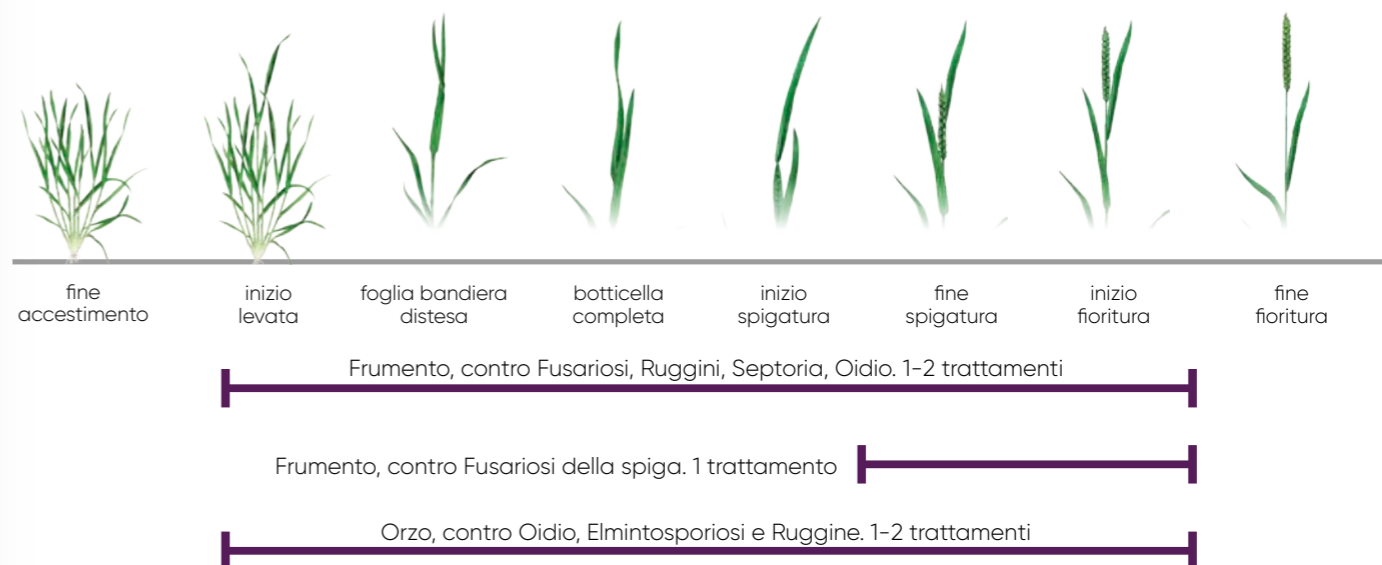 fine
accestimento
inizio
levata
foglia bandiera
distesa
botticella
completa
inizio
spigatura
fine
spigatura
inizio
fioritura
fine
fioritura
Frumento, contro Fusariosi, Ruggini, Septoria, Oidio. 1-2 trattamenti
Frumento, contro Fusariosi della spiga. 1 trattamento
Orzo, contro Oidio, Elmintosporiosi e Ruggine. 1-2 trattamenti